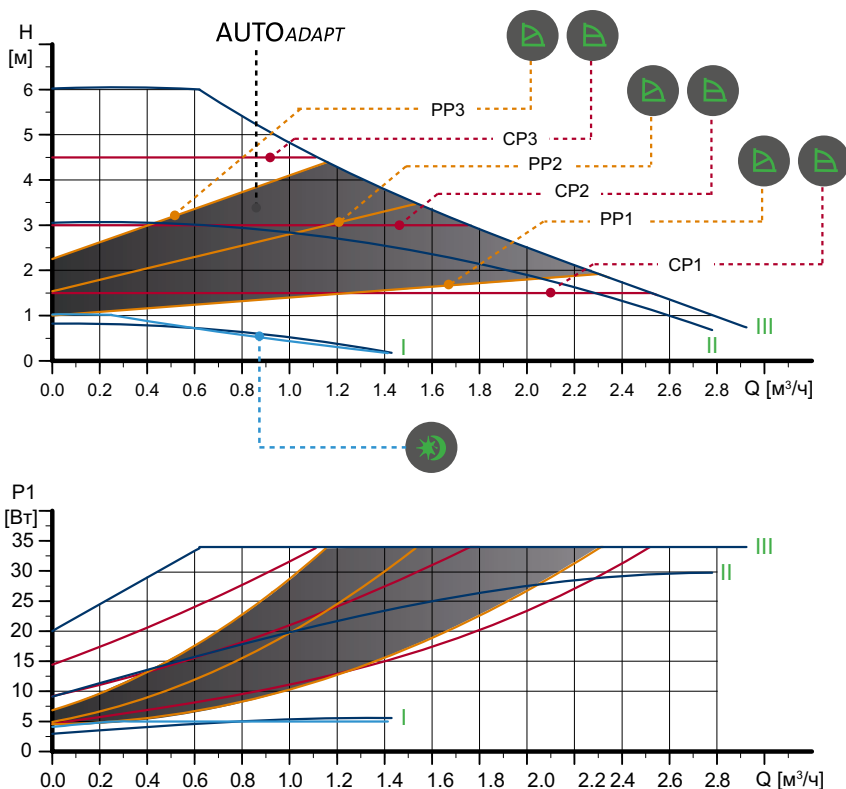 H
[м]
AUTOADAPT
6
5
4
3
2
1
0
PP3
CP3
PP2
CP2
PP1
CP1
I
II
III
0.0 0.2 0.4 0.6 0.8 1.0 1.2 1.4 1.6 1.8 2.0 2.2 2.4 2.6 2.8 Q [м³/ч]
P1
[Вт]
35
30
25
20
15
10
5
0
III
II
I
0.0 0.2 0.4 0.6 0.8 1.0 1.2 1.4 1.6 1.8 2.0 2.2 2.4 2.6 2.8 Q [м³/ч]